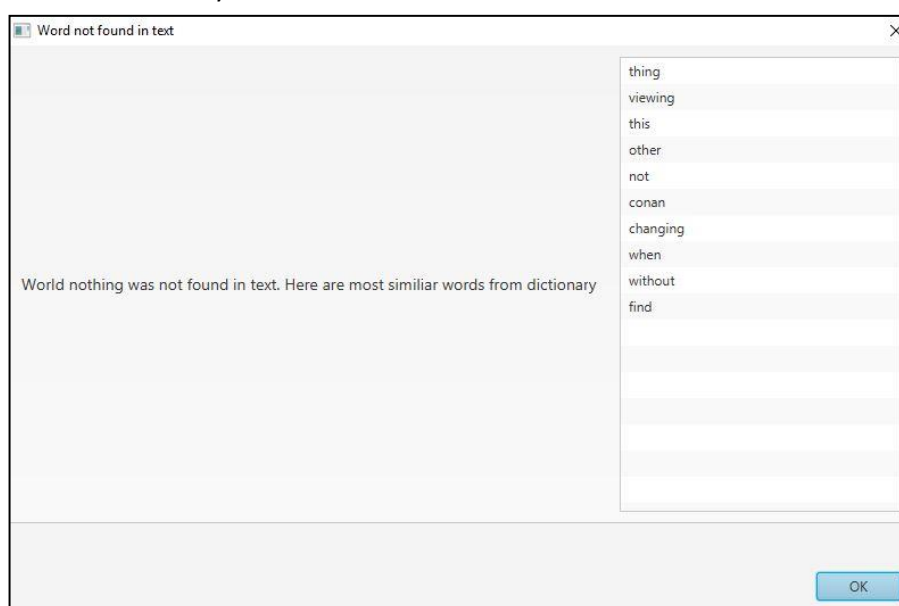 Word not found in text
thing
viewing
this
other
not
conan
changing
when
World nothing was not found in text. Here are most similiar words from dictionary
without
find
OK